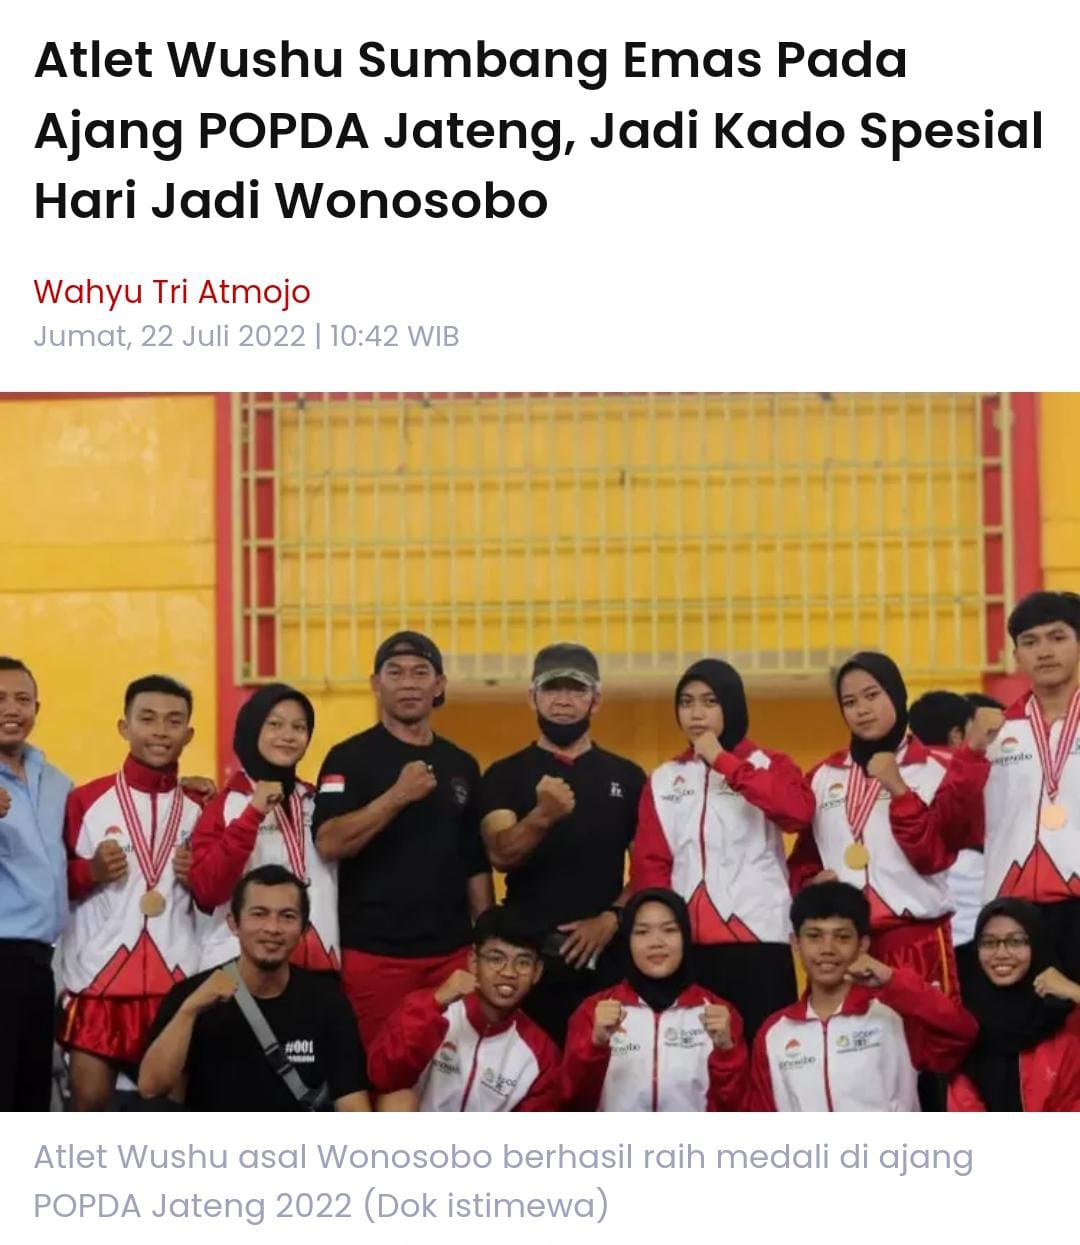 Atlet Wushu Sumbang Emas Pada
Ajang POPDA Jateng, Jadi Kado Spesial
Hari Jadi Wonosobo
Wahyu Tri Atmojo
Jumat, 22 Juli 2022 | 10:42 WIB
#001
Atlet Wushu asal Wonosobo berhasil raih medali di ajang
POPDA Jateng 2022 (Dok istimewa)